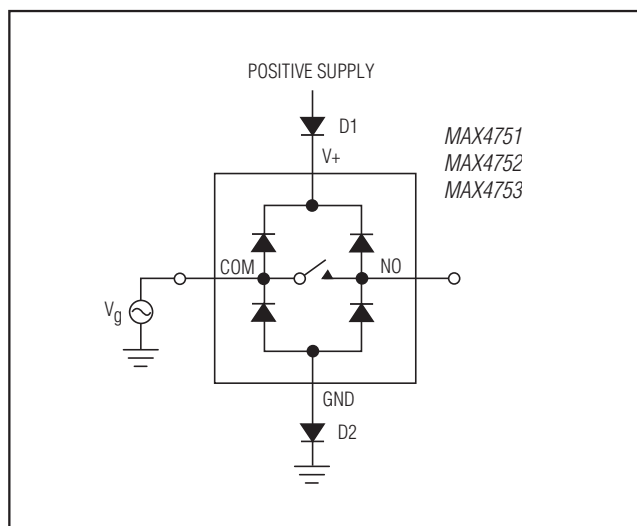 POSITIVE SUPPLY
D1
V+
MAX4751
MAX4752
MAX4753
COM
NO
Vg
GND
D2